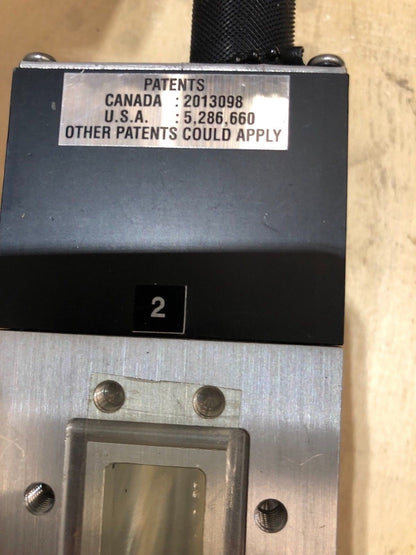 PATENTS
CANADA : 2013098
U.S.A. : 5,286,660
OTHER PATENTS COULD APPLY
2